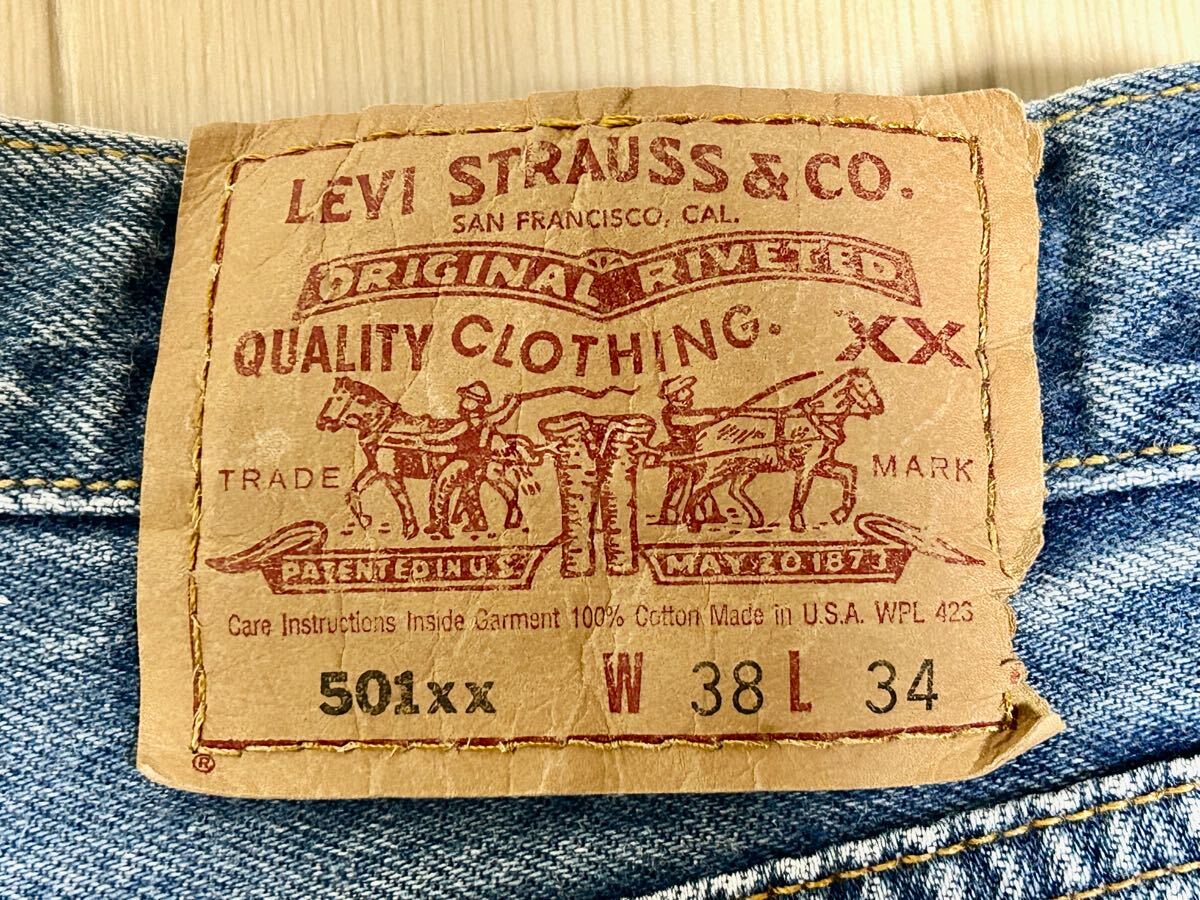 LEVI STRAUSS & CO.
SAN FRANCISCO, CAL.
ORIGINAL RIVETED
QUALITY CLOTHING. XX
TRADE MARK
PATENTED IN U.S. MAY 20 1873
Care Instructions Inside Garment 100% Cotton Made in U.S.A. WPL 423
501xx W 38 L 34
®